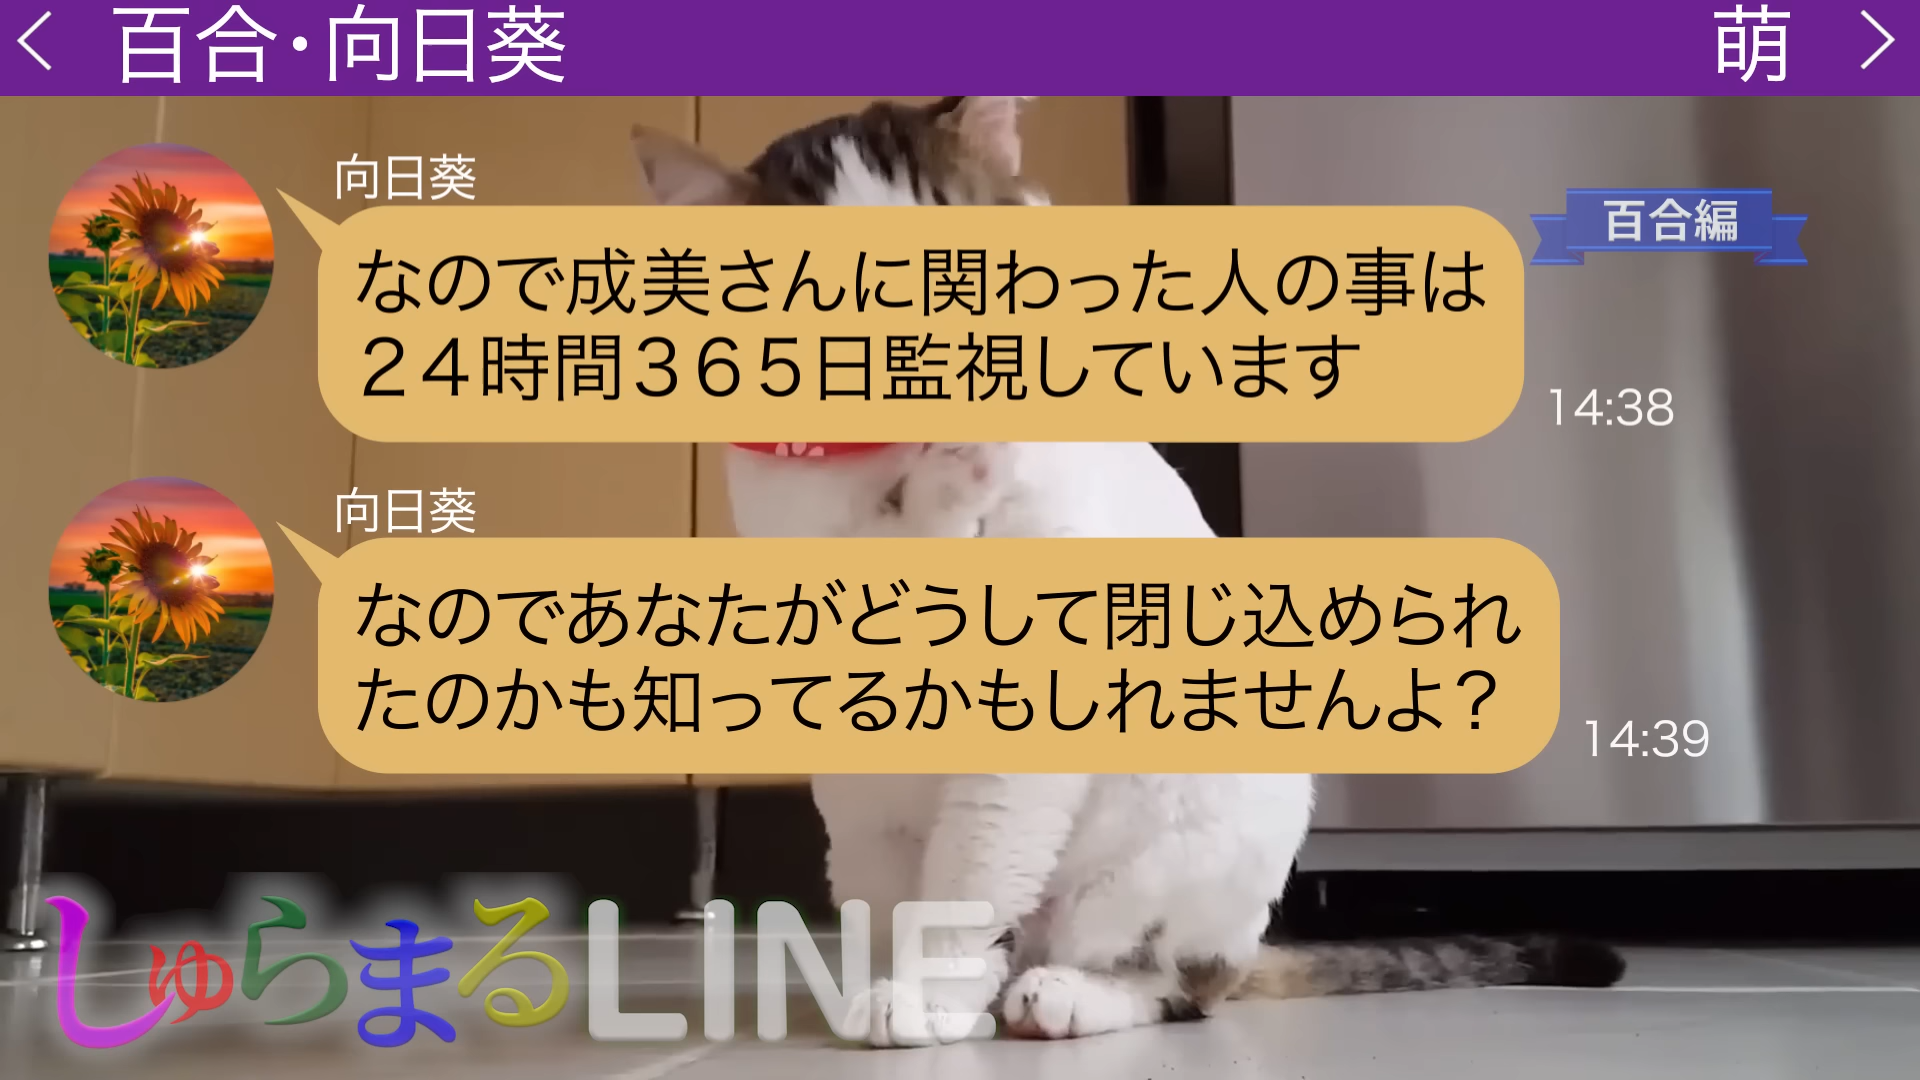 百合・向日葵
萌
向日葵
なので成美さんに関わった人の事は
２４時間３６５日監視しています
14:38
百合編
向日葵
なのであなたがどうして閉じ込められ
たのかも知ってるかもしれませんよ？
14:39
しゅらまるLINE